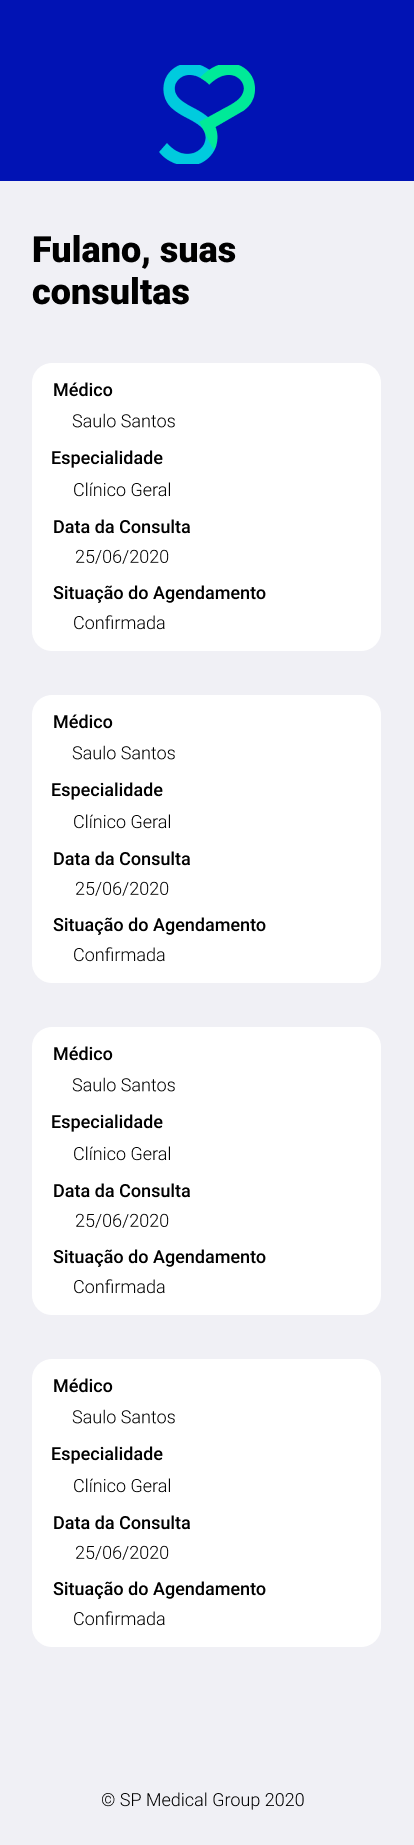 Fulano, suas
consultas
Médico
Saulo Santos
Especialidade
Clínico Geral
Data da Consulta
25/06/2020
Situação do Agendamento
Confirmada
Médico
Saulo Santos
Especialidade
Clínico Geral
Data da Consulta
25/06/2020
Situação do Agendamento
Confirmada
Médico
Saulo Santos
Especialidade
Clínico Geral
Data da Consulta
25/06/2020
Situação do Agendamento
Confirmada
Médico
Saulo Santos
Especialidade
Clínico Geral
Data da Consulta
25/06/2020
Situação do Agendamento
Confirmada
© SP Medical Group 2020